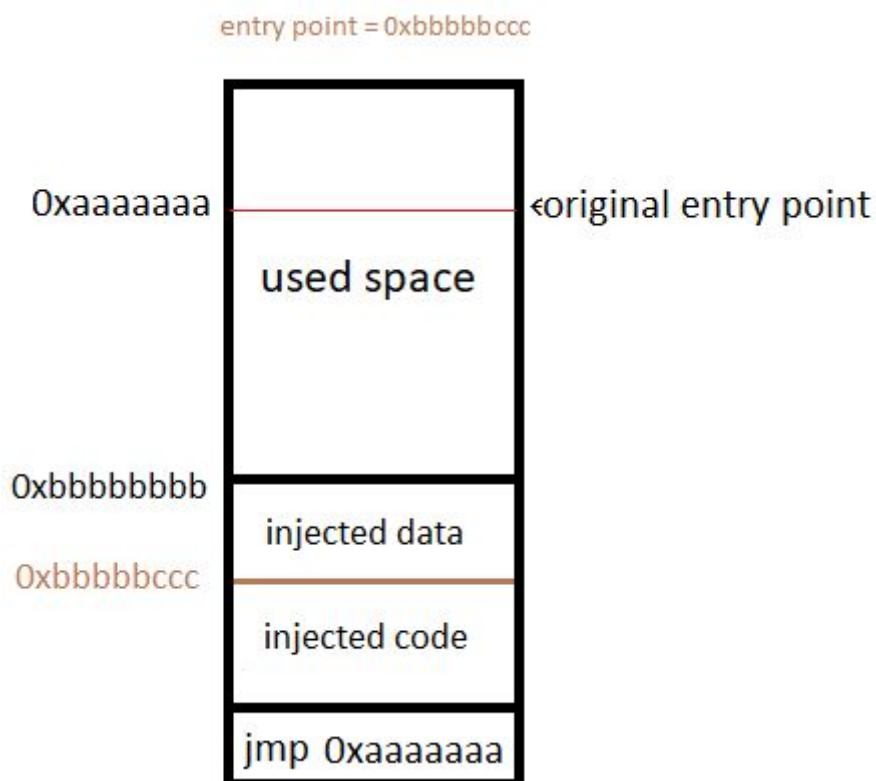 entry point = 0xbbbbbccc
0xaaaaaaa
<original entry point
used space
0xbbbbbbbb
injected data
0xbbbbbccc
injected code
jmp 0xaaaaaaa